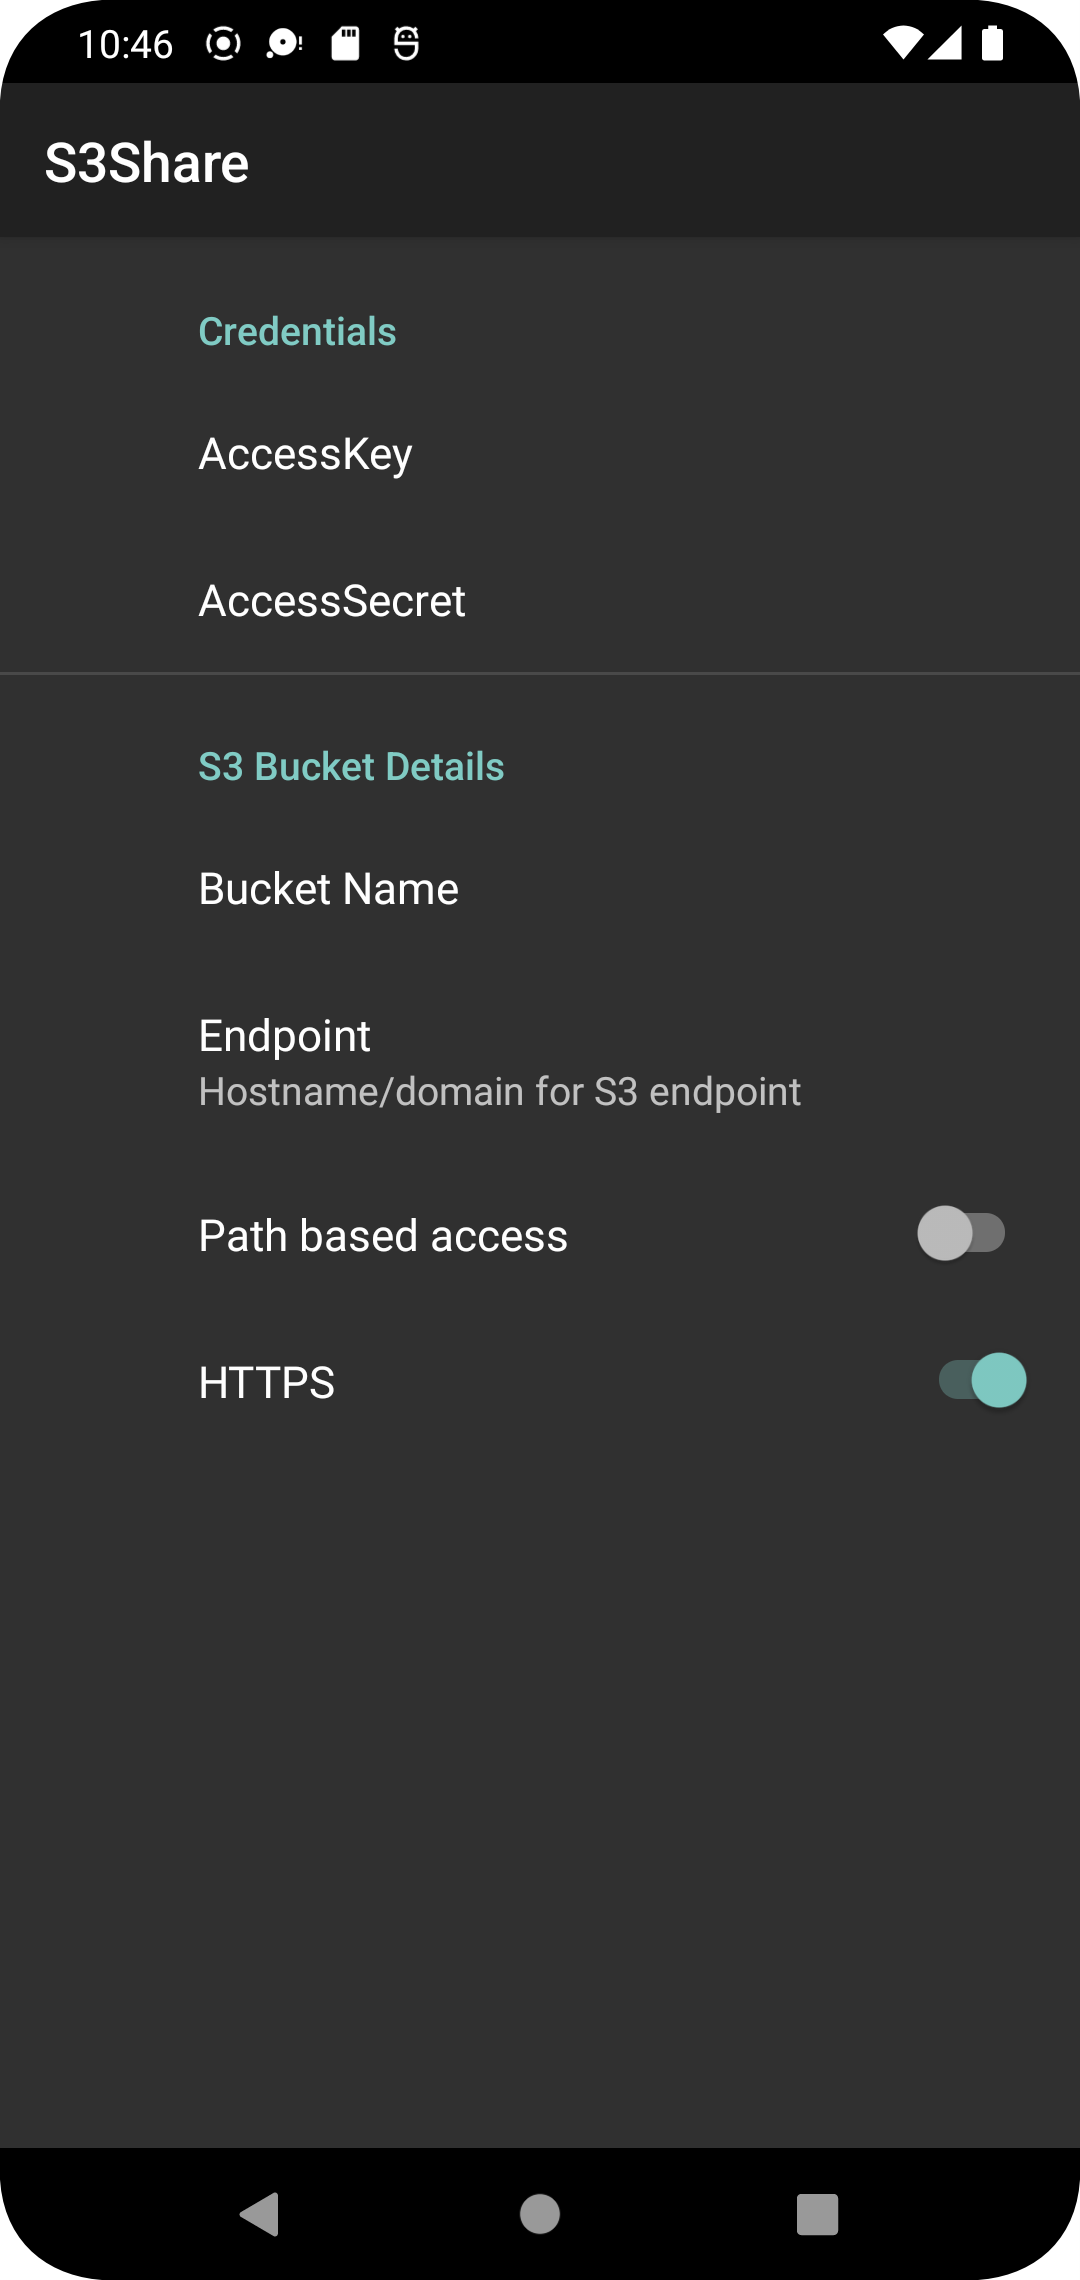 10:46
S3Share
Credentials
AccessKey
AccessSecret
S3 Bucket Details
Bucket Name
Endpoint
Hostname/domain for S3 endpoint
Path based access
HTTPS